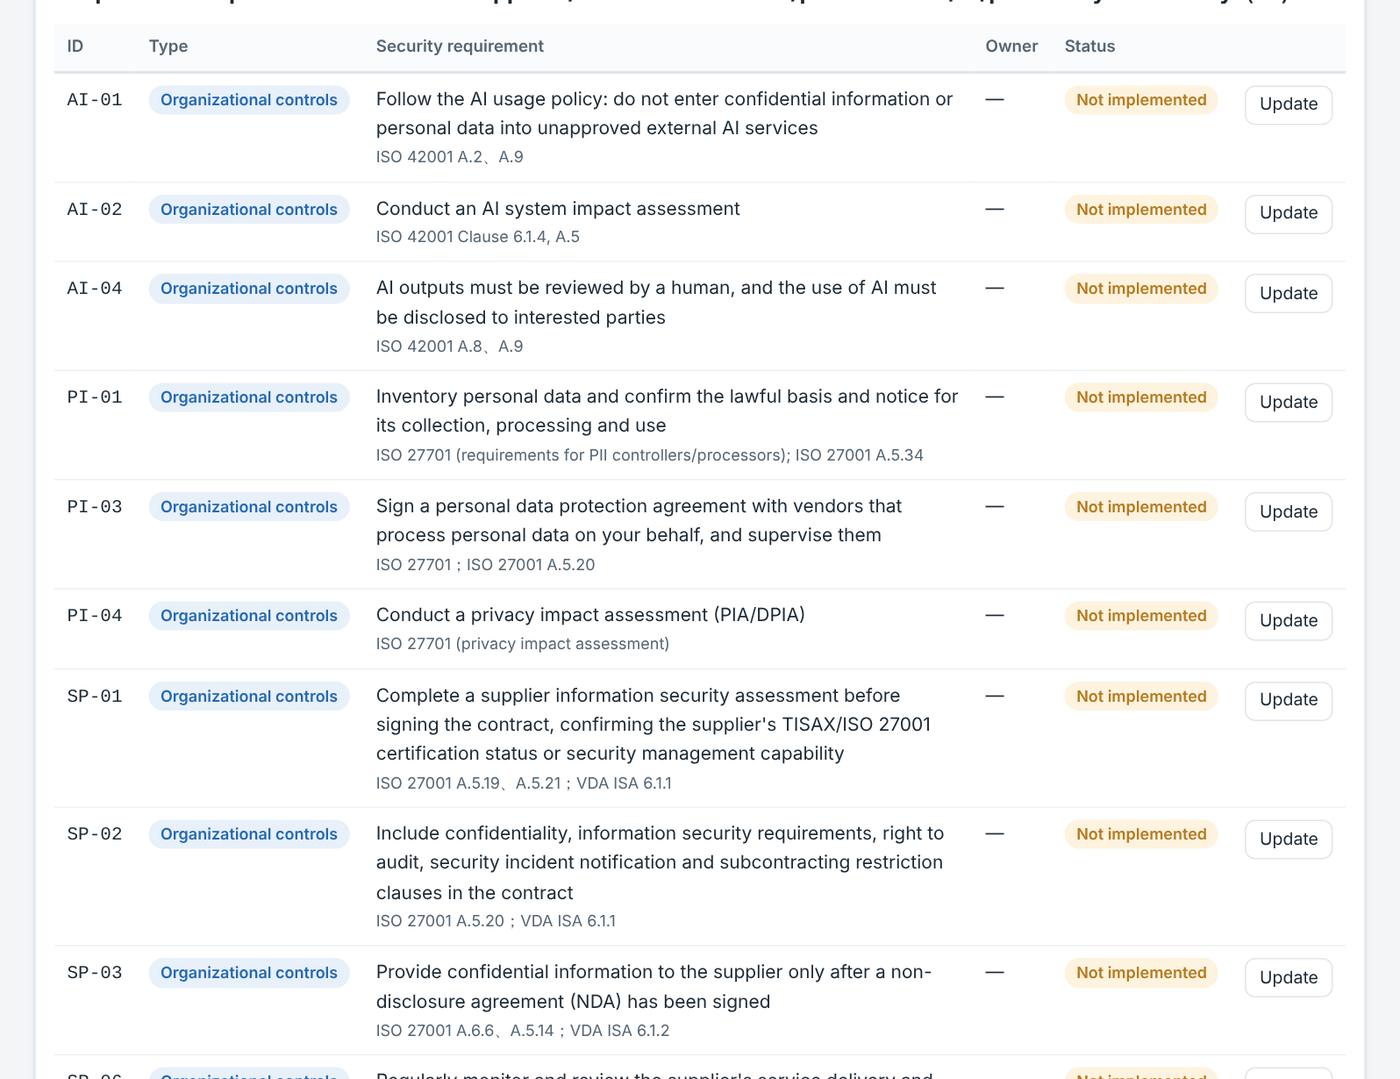 ID Type Security requirement Owner Status
AI-01 Organizational controls Follow the AI usage policy: do not enter confidential information or — Not implemented Update
personal data into unapproved external AI services
ISO 42001 A.2、A.9
AI-02 Organizational controls Conduct an AI system impact assessment — Not implemented Update
ISO 42001 Clause 6.1.4, A.5
AI-04 Organizational controls AI outputs must be reviewed by a human, and the use of AI must — Not implemented Update
be disclosed to interested parties
ISO 42001 A.8、A.9
PI-01 Organizational controls Inventory personal data and confirm the lawful basis and notice for — Not implemented Update
its collection, processing and use
ISO 27701 (requirements for PII controllers/processors); ISO 27001 A.5.34
PI-03 Organizational controls Sign a personal data protection agreement with vendors that — Not implemented Update
process personal data on your behalf, and supervise them
ISO 27701；ISO 27001 A.5.20
PI-04 Organizational controls Conduct a privacy impact assessment (PIA/DPIA) — Not implemented Update
ISO 27701 (privacy impact assessment)
SP-01 Organizational controls Complete a supplier information security assessment before — Not implemented Update
signing the contract, confirming the supplier's TISAX/ISO 27001
certification status or security management capability
ISO 27001 A.5.19、A.5.21；VDA ISA 6.1.1
SP-02 Organizational controls Include confidentiality, information security requirements, right to — Not implemented Update
audit, security incident notification and subcontracting restriction
clauses in the contract
ISO 27001 A.5.20；VDA ISA 6.1.1
SP-03 Organizational controls Provide confidential information to the supplier only after a non- — Not implemented Update
disclosure agreement (NDA) has been signed
ISO 27001 A.6.6、A.5.14；VDA ISA 6.1.2
Regularly monitor and review the supplier's service delivery and